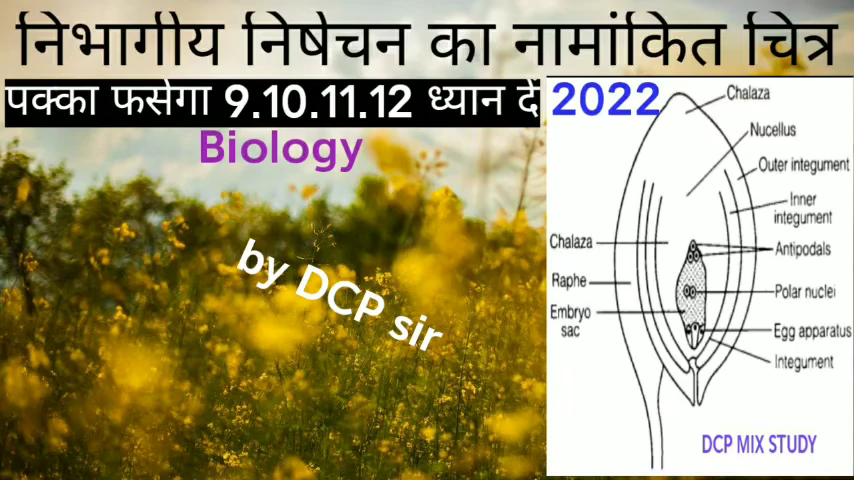 निभागीय निषेचन का नामांकित चित्र
पक्का फसेगा 9.10.11.12 ध्यान दें
2022
Biology
by DCP sir
Chalaza
Nucellus
Outer integument
Inner
integument
Chalaza
Antipodals
Raphe
Polar nuclei
Embryo
sac
Egg apparatus
Integument
DCP MIX STUDY